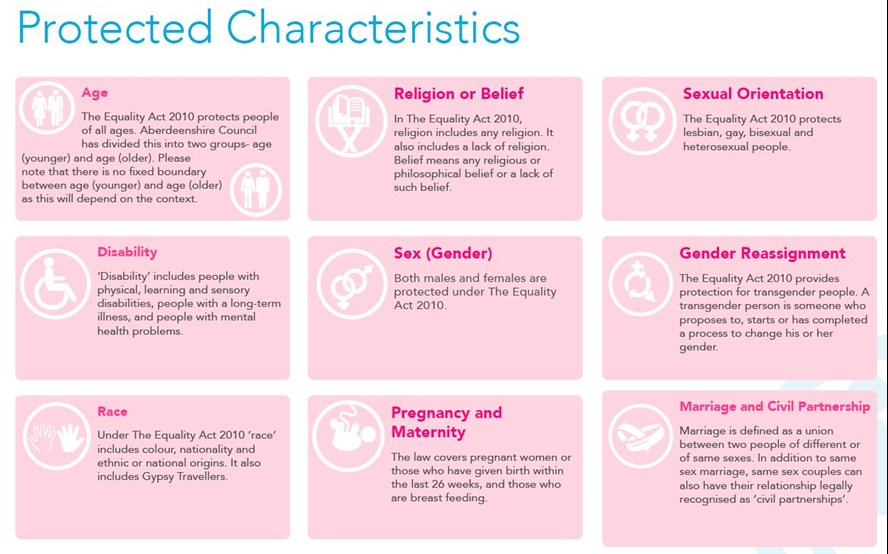 Protected Characteristics
Age
The Equality Act 2010 protects people
of all ages. Aberdeenshire Council
has divided this into two groups- age
(younger) and age (older). Please
note that there is no fixed boundary
between age (younger) and age (older)
as this will depend on the context.
Religion or Belief
In The Equality Act 2010,
religion includes any religion. It
also includes a lack of religion.
Belief means any religious or
philosophical belief or a lack of
such belief.
Sexual Orientation
The Equality Act 2010 protects
lesbian, gay, bisexual and
heterosexual people.
Disability
‘Disability’ includes people with
physical, learning and sensory
disabilities, people with a long-term
illness, and people with mental
health problems.
Sex (Gender)
Both males and females are
protected under The Equality
Act 2010.
Gender Reassignment
The Equality Act 2010 provides
protection for transgender people. A
transgender person is someone who
proposes to, starts or has completed
a process to change his or her
gender.
Race
Under The Equality Act 2010 ‘race’
includes colour, nationality and
ethnic or national origins. It also
includes Gypsy Travellers.
Pregnancy and
Maternity
The law covers pregnant women or
those who have given birth within
the last 26 weeks, and those who
are breast feeding.
Marriage and Civil Partnership
Marriage is defined as a union
between two people of different or
of same sexes. In addition to same
sex marriage, same sex couples can
also have their relationship legally
recognised as ‘civil partnerships’.